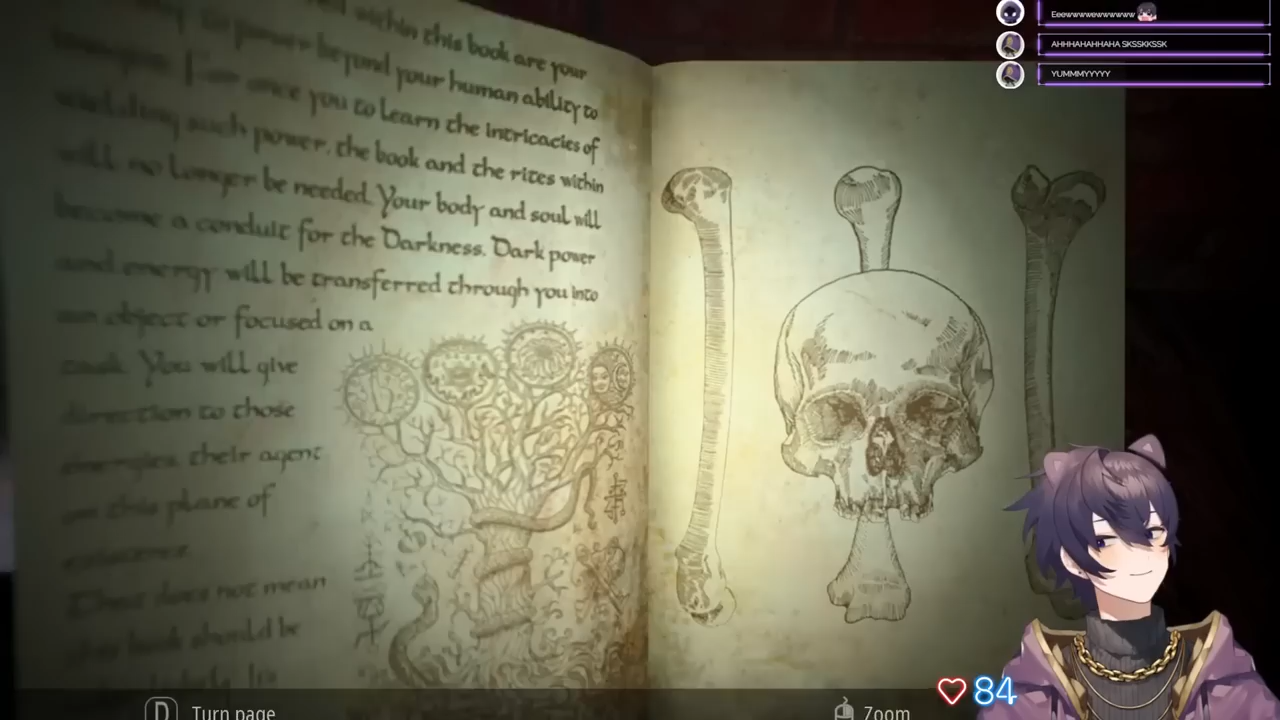 within this book are your
power beyond your human ability to
once you to learn the intricacies of
wielding such power, the book and the rites within
will no longer be needed. Your body and soul will
become a conduit for the Darkness. Dark power
and energy will be transferred through you into
an object or focused on a
task. You will give
direction to those
energies their agent
on this plane of
existence
That does not mean
this book should be
Eeewwwwewwwwww
AHHHAHAHHAHA SKSSKKSSK
YUMMMYYYYY
84
D Turn page
Zoom